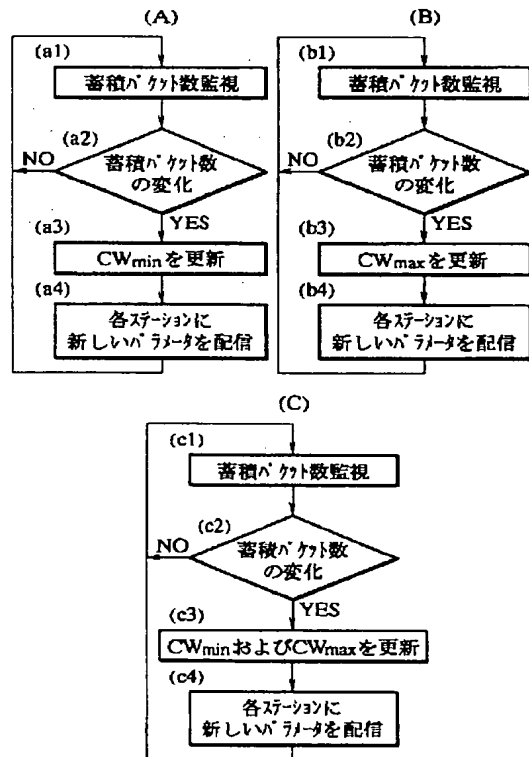 (A)
(a1)
蓄積パケット数監視
(a2)
NO
蓄積パケット数
の変化
YES
(a3)
CWminを更新
(a4)
各ステーションに
新しいパラメータを配信
(B)
(b1)
蓄積パケット数監視
(b2)
NO
蓄積パケット数
の変化
YES
(b3)
CWmaxを更新
(b4)
各ステーションに
新しいパラメータを配信
(C)
(c1)
蓄積パケット数監視
(c2)
NO
蓄積パケット数
の変化
YES
(c3)
CWminおよびCWmaxを更新
(c4)
各ステーションに
新しいパラメータを配信